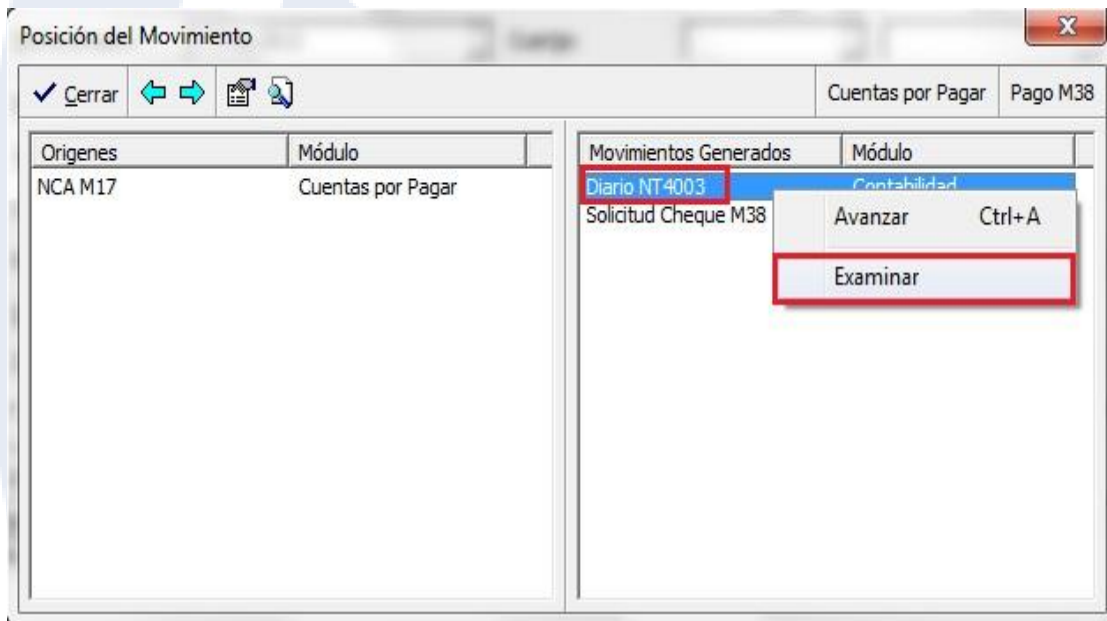 Posición del Movimiento
Cerrar
Cuentas por Pagar Pago M38
Origenes Módulo
NCA M17 Cuentas por Pagar
Movimientos Generados Módulo
Diario NT4003 Contabilidad
Solicitud Cheque M38
Avanzar Ctrl+A
Examinar